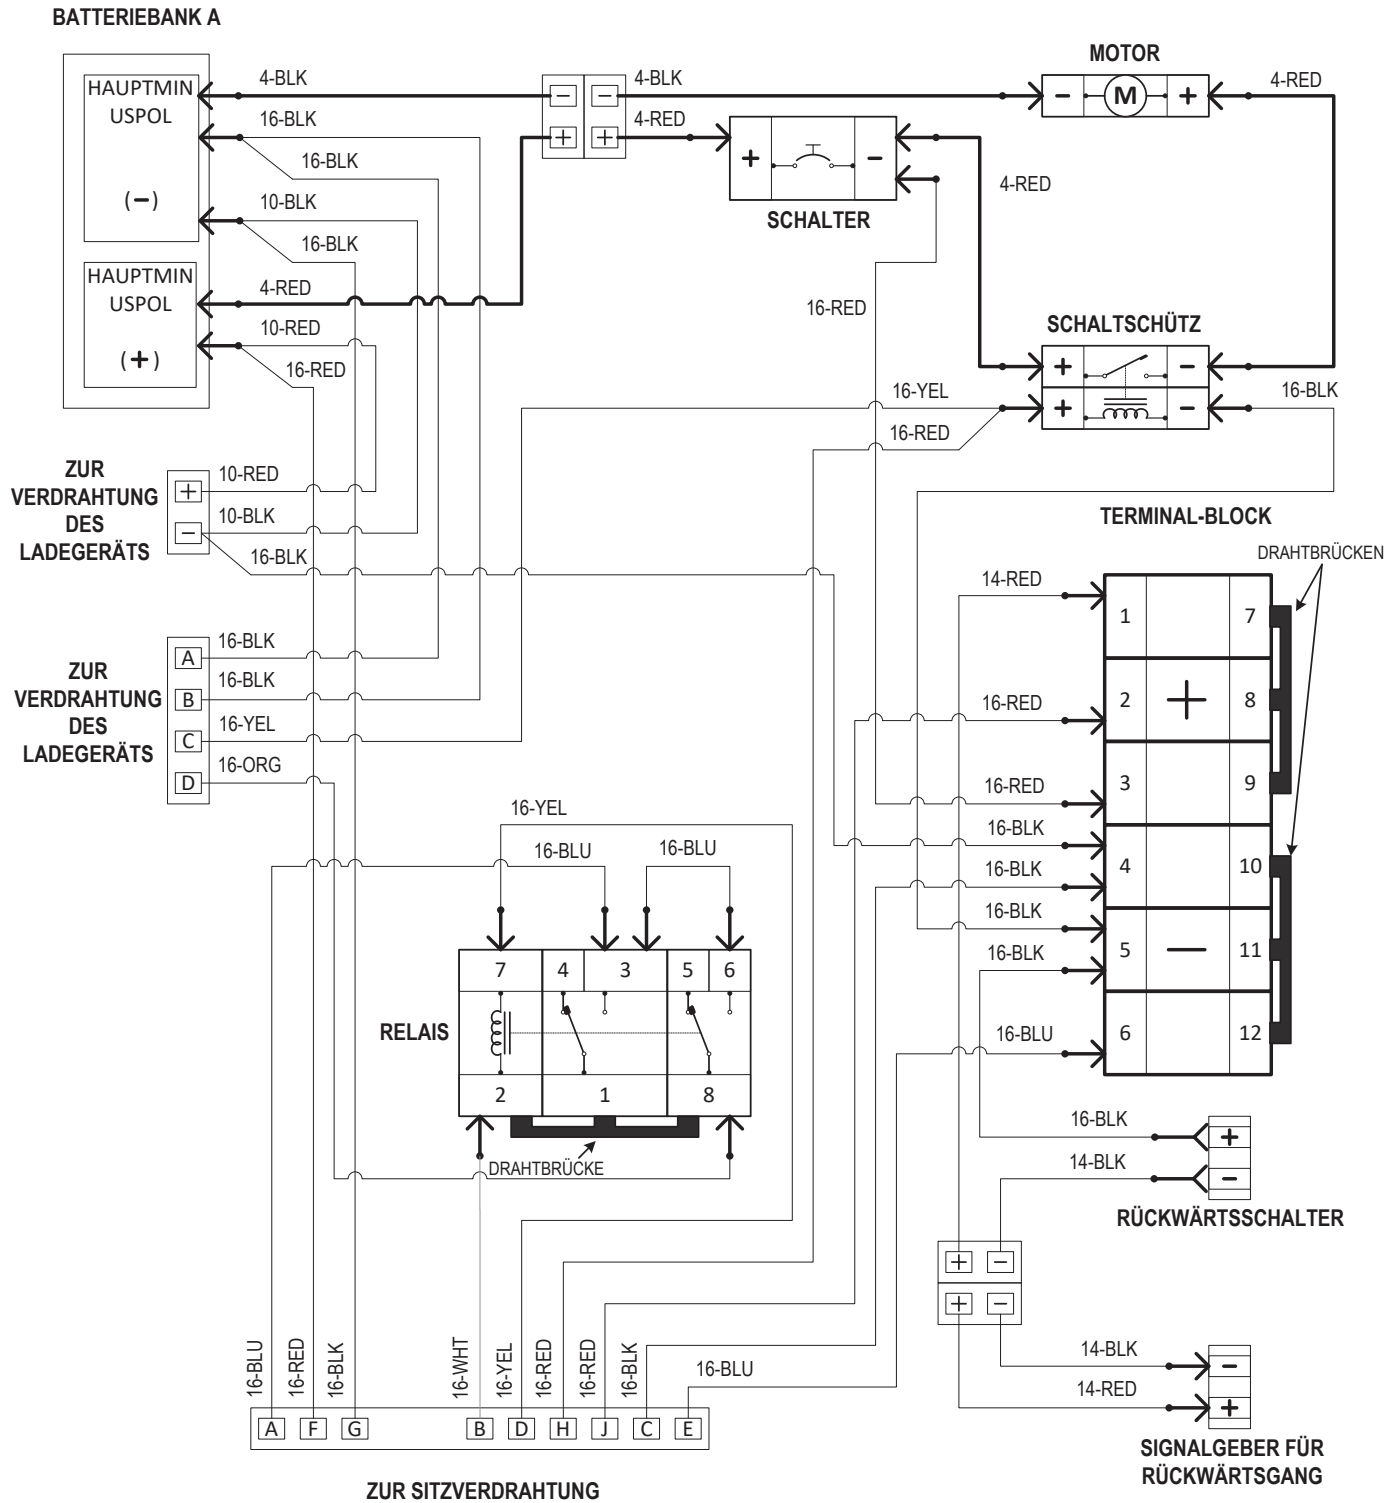 BATTERIEBANK A
HAUPTMIN
USPOL
(−)
HAUPTMIN
USPOL
(+)
4-BLK
16-BLK
16-BLK
10-BLK
16-BLK
4-RED
10-RED
16-RED
− −
+ +
4-BLK
4-RED
MOTOR
− M +
4-RED
+ −
SCHALTER
4-RED
16-RED
SCHALTSCHÜTZ
+ −
+ −
16-YEL
16-RED
16-BLK
ZUR
VERDRAHTUNG
DES
LADEGERÄTS
+
−
10-RED
10-BLK
16-BLK
ZUR
VERDRAHTUNG
DES
LADEGERÄTS
A
B
C
D
16-BLK
16-BLK
16-YEL
16-ORG
TERMINAL-BLOCK
DRAHTBRÜCKEN
14-RED
16-RED
16-RED
16-BLK
16-BLK
16-BLK
16-BLK
16-BLU
1 7
2 + 8
3 9
4 10
5 − 11
6 12
16-YEL
16-BLU
16-BLU
7 4 3 5 6
RELAIS
2 1 8
DRAHTBRÜCKE
16-BLK
14-BLK
+
−
RÜCKWÄRTSSCHALTER
+ −
+ −
14-BLK
14-RED
−
+
SIGNALGEBER FÜR
RÜCKWÄRTSGANG
16-BLU
16-RED
16-BLK
16-WHT
16-YEL
16-RED
16-RED
16-BLK
16-BLU
A F G B D H J C E
ZUR SITZVERDRAHTUNG